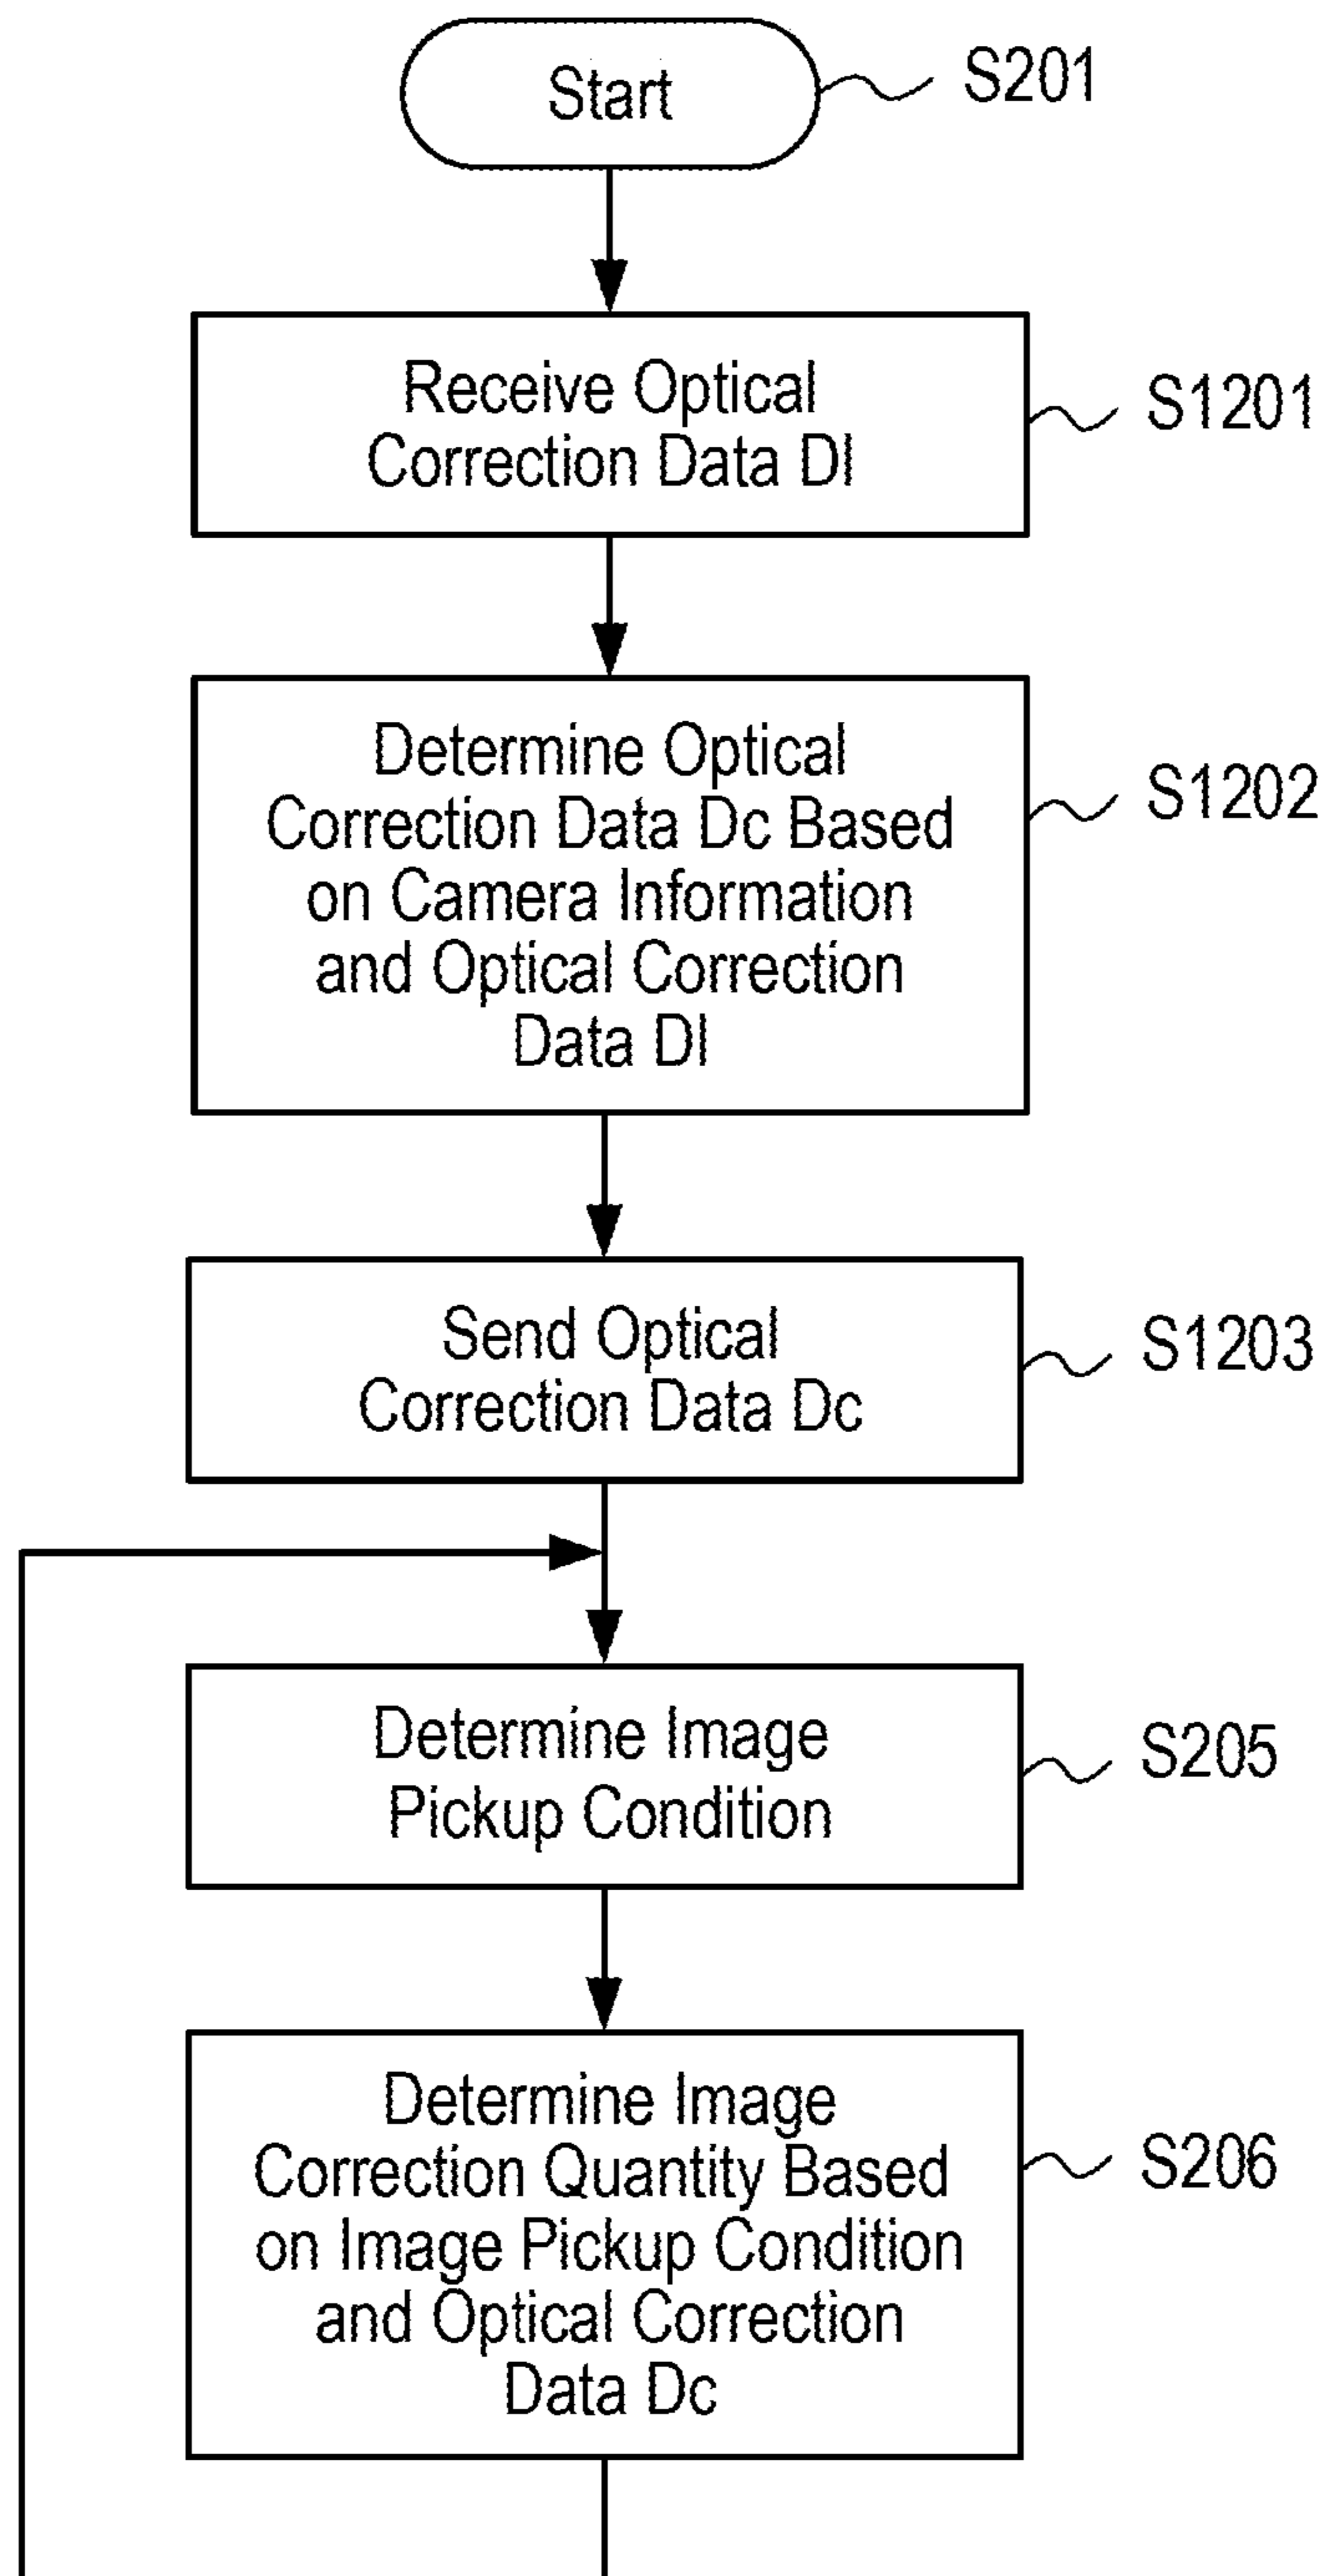 Start
S201
Receive Optical
Correction Data Dl
S1201
Determine Optical
Correction Data Dc Based
on Camera Information
and Optical Correction
Data Dl
S1202
Send Optical
Correction Data Dc
S1203
Determine Image
Pickup Condition
S205
Determine Image
Correction Quantity Based
on Image Pickup Condition
and Optical Correction
Data Dc
S206